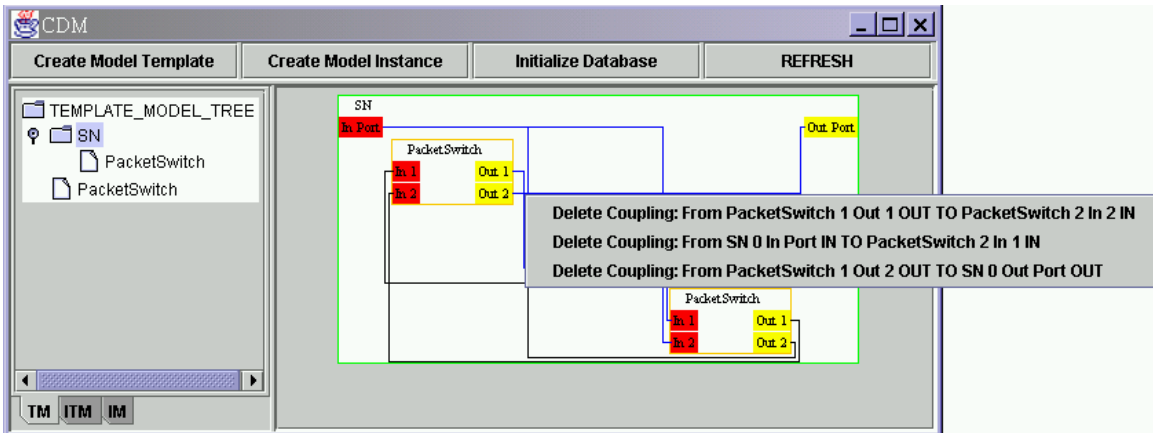 CDM
Create Model Template Create Model Instance Initialize Database REFRESH
TEMPLATE_MODEL_TREE
SN
PacketSwitch
PacketSwitch
TM ITM IM
SN
In Port Out Port
PacketSwitch
In 1 Out 1
In 2 Out 2
Delete Coupling: From PacketSwitch 1 Out 1 OUT TO PacketSwitch 2 In 2 IN
Delete Coupling: From SN 0 In Port IN TO PacketSwitch 2 In 1 IN
Delete Coupling: From PacketSwitch 1 Out 2 OUT TO SN 0 Out Port OUT
PacketSwitch
In 1 Out 1
In 2 Out 2